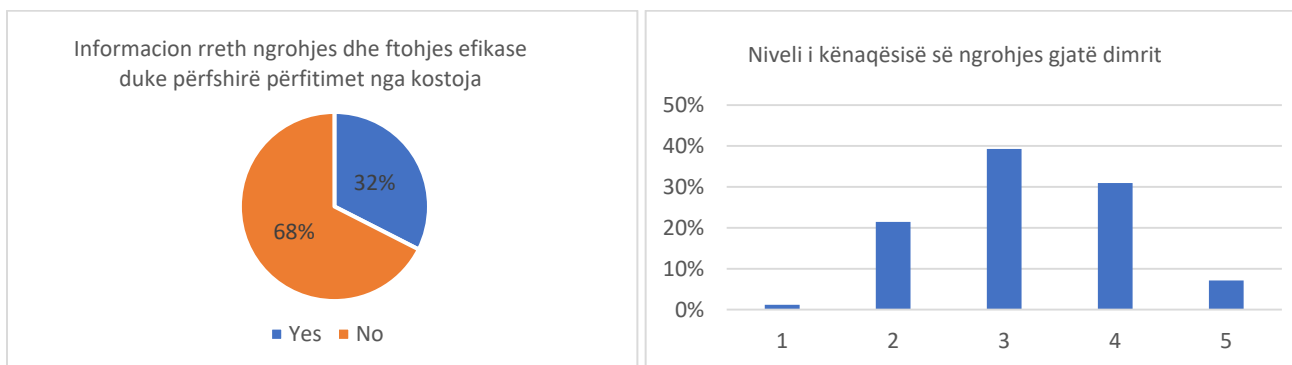 Informacion rreth ngrohjes dhe ftohjes efikase
duke përfshirë përfitimet nga kostoja
32%
68%
Yes No
Niveli i kënaqësisë së ngrohjes gjatë dimrit
50%
40%
30%
20%
10%
0%
1 2 3 4 5